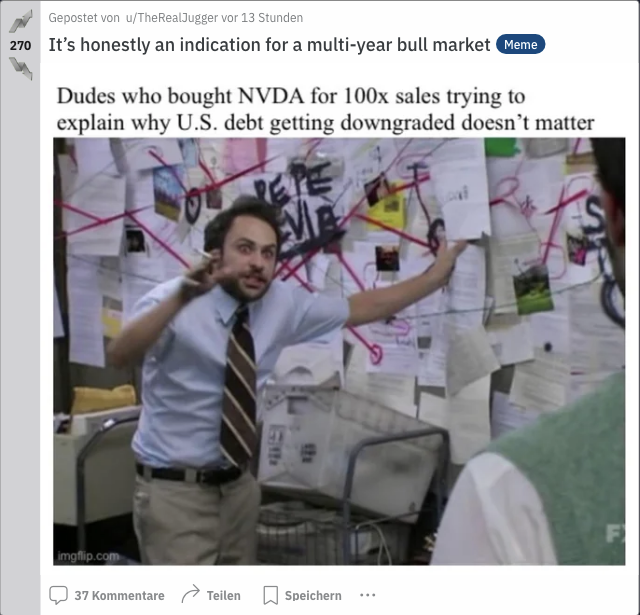 Gepostet von u/TheRealJugger vor 13 Stunden
270
It’s honestly an indication for a multi-year bull market Meme
Dudes who bought NVDA for 100x sales trying to
explain why U.S. debt getting downgraded doesn’t matter
PEPE
SILVIA
FX
imgflip.com
37 Kommentare Teilen Speichern